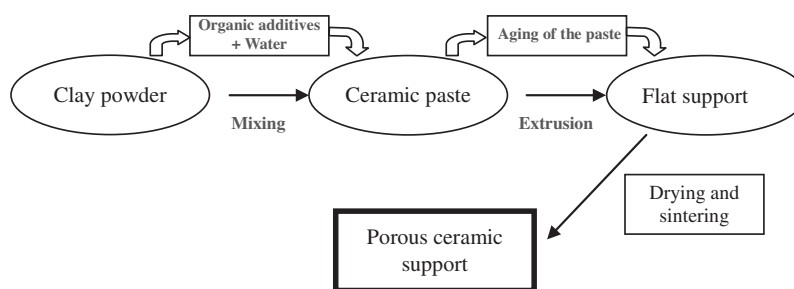 Organic additives
+ Water
Aging of the paste
Clay powder
Ceramic paste
Flat support
Mixing
Extrusion
Drying and
sintering
Porous ceramic
support